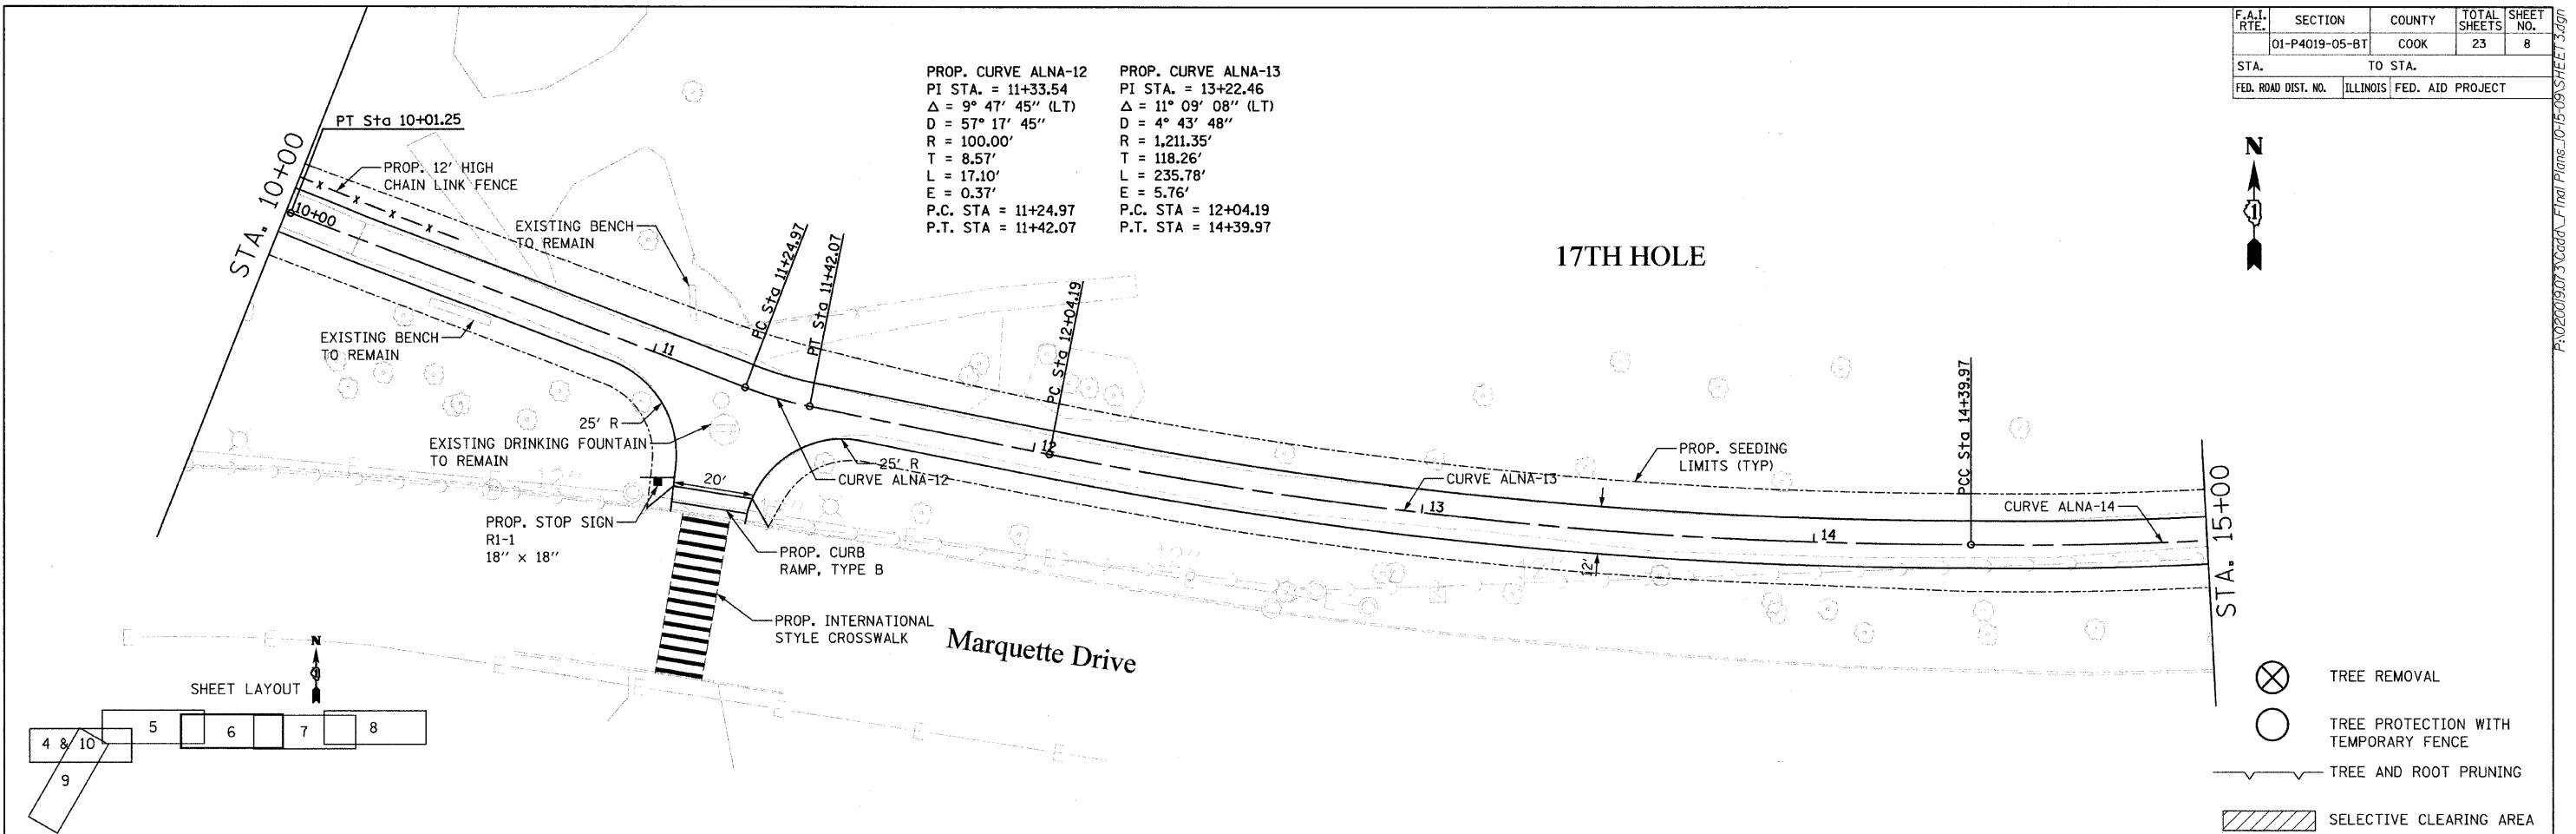 F.A.I. RTE. SECTION COUNTY TOTAL SHEETS SHEET NO.
01-P4019-05-BT COOK 23 8
STA. TO STA.
FED. ROAD DIST. NO. ILLINOIS FED. AID PROJECT
PROP. CURVE ALNA-12
PI STA. = 11+33.54
Δ = 9° 47' 45" (LT)
D = 57° 17' 45"
R = 100.00'
T = 8.57'
L = 17.10'
E = 0.37'
P.C. STA = 11+24.97
P.T. STA = 11+42.07
PROP. CURVE ALNA-13
PI STA. = 13+22.46
Δ = 11° 09' 08" (LT)
D = 4° 43' 48"
R = 1,211.35'
T = 118.26'
L = 235.78'
E = 5.76'
P.C. STA = 12+04.19
P.T. STA = 14+39.97
N
1
17TH HOLE
STA. 10+00
PT Sta 10+01.25
10+00
PROP. 12' HIGH
CHAIN LINK FENCE
EXISTING BENCH
TO REMAIN
EXISTING BENCH
TO REMAIN
11
PC Sta 11+24.97
PT Sta 11+42.07
PC Sta 12+04.19
12
25' R
EXISTING DRINKING FOUNTAIN
TO REMAIN
25' R
CURVE ALNA-12
20'
PROP. STOP SIGN
R1-1
18" x 18"
PROP. CURB
RAMP, TYPE B
PROP. INTERNATIONAL
STYLE CROSSWALK
Marquette Drive
CURVE ALNA-13
13
PROP. SEEDING
LIMITS (TYP)
12'
14
PCC Sta 14+39.97
CURVE ALNA-14
STA. 15+00
12"
12"
12"
SHEET LAYOUT
N
4 & 10
5
6
7
8
9
TREE REMOVAL
TREE PROTECTION WITH
TEMPORARY FENCE
TREE AND ROOT PRUNING
SELECTIVE CLEARING AREA